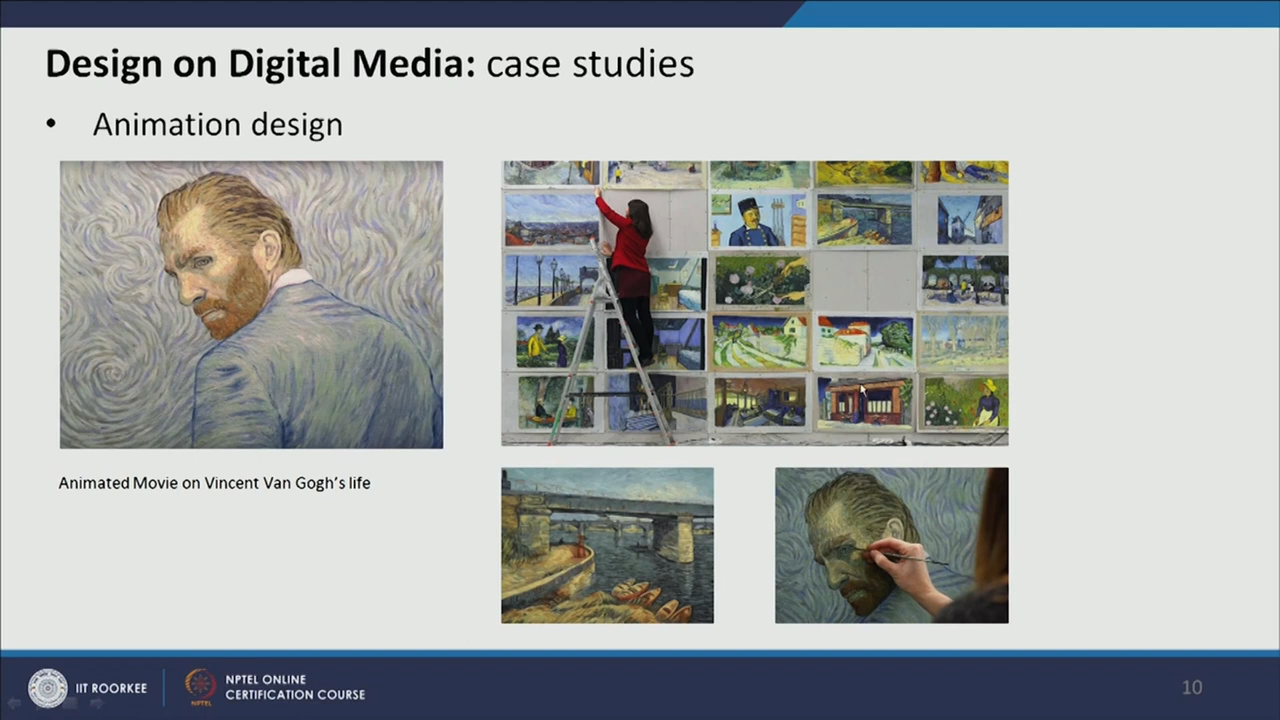 Design on Digital Media: case studies
• Animation design
Animated Movie on Vincent Van Gogh's life
IIT ROORKEE
NPTEL ONLINE
CERTIFICATION COURSE
NPTEL
10